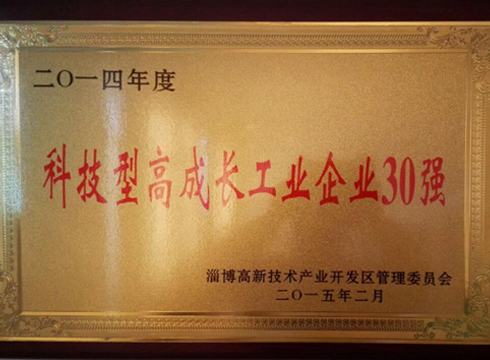 二〇一四年度
科技型高成长工业企业30强
淄博高新技术产业开发区管理委员会
二〇一五年二月